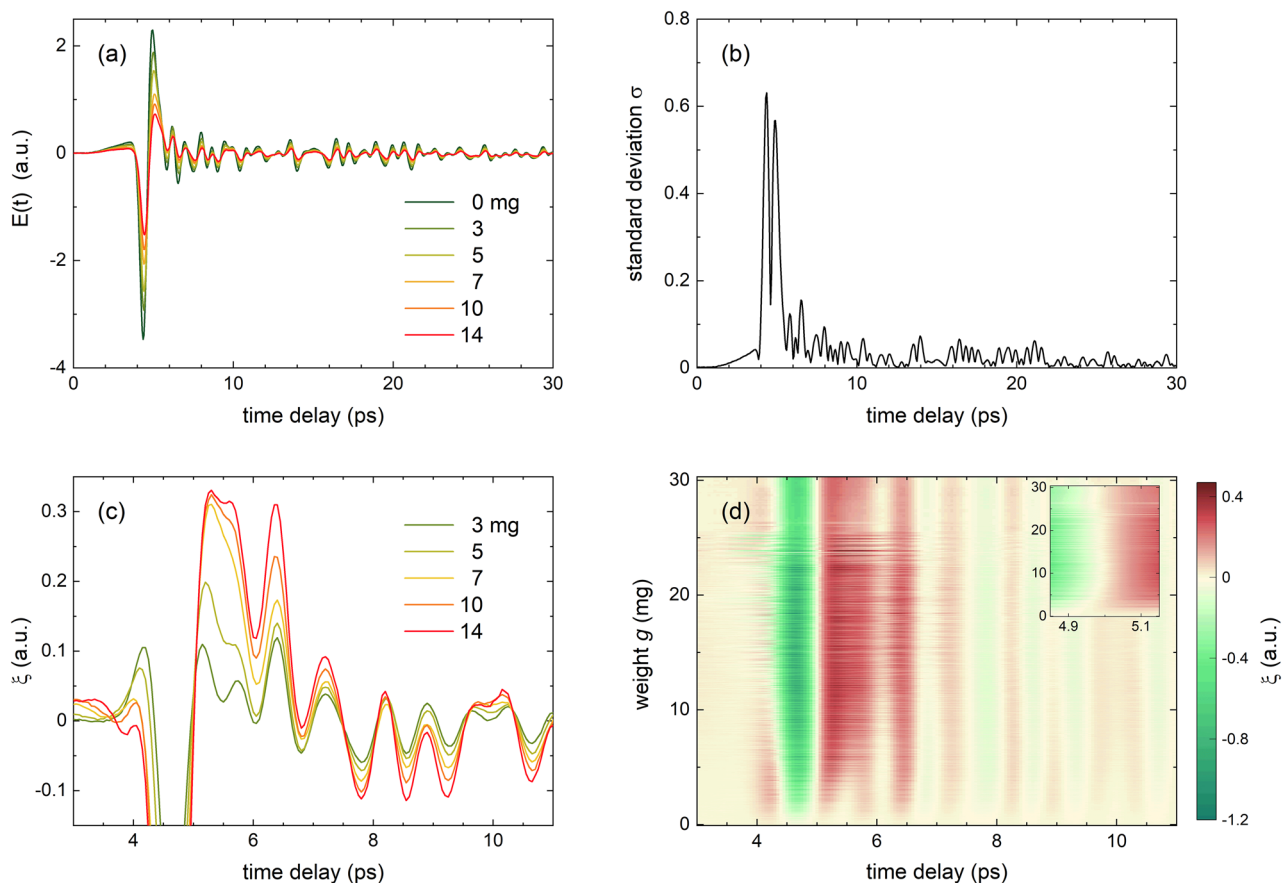 (a)
E(t) (a.u.)
2
0
-2
-4
0 mg
3
5
7
10
14
0 10 20 30
time delay (ps)
(b)
standard deviation σ
0.8
0.6
0.4
0.2
0
0 10 20 30
time delay (ps)
(c)
ξ (a.u.)
0.3
0.2
0.1
0
-0.1
3 mg
5
7
10
14
4 6 8 10
time delay (ps)
(d)
weight g (mg)
30
20
10
0
4 6 8 10
time delay (ps)
30
20
10
0
4.9 5.1
0.4
0
-0.4
-0.8
-1.2
ξ (a.u.)